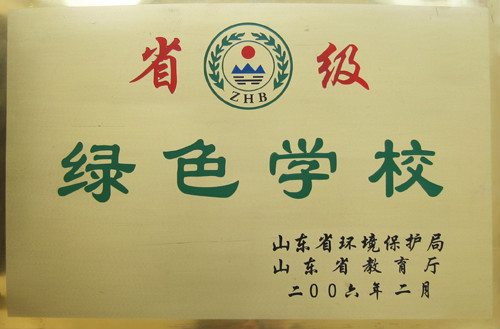 省级
ZHB
绿色学校
山东省环境保护局
山东省教育厅
二00六年二月